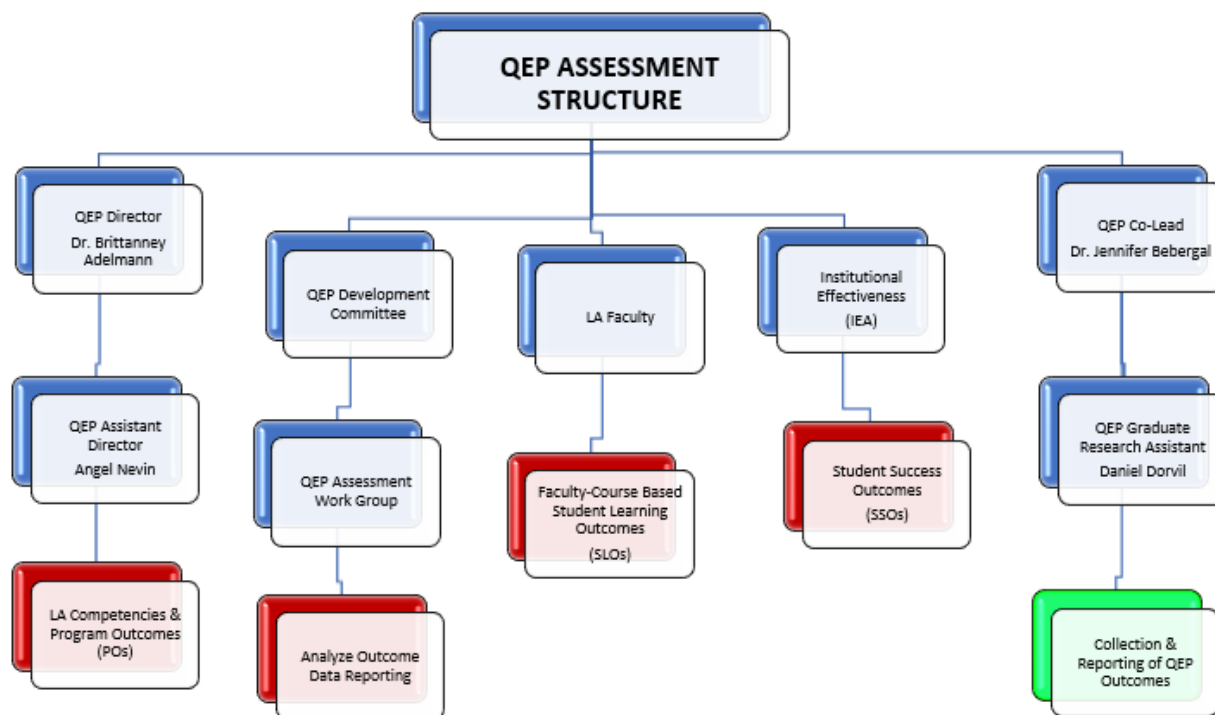 QEP ASSESSMENT
STRUCTURE
QEP Director
Dr. Brittanney
Adelmann
QEP Development
Committee
LA Faculty
Institutional
Effectiveness
(IEA)
QEP Co-Lead
Dr. Jennifer Bebergal
QEP Assistant
Director
Angel Nevin
QEP Assessment
Work Group
Faculty-Course Based
Student Learning
Outcomes
(SLOs)
Student Success
Outcomes
(SSOs)
QEP Graduate
Research Assistant
Daniel Dorvil
LA Competencies &
Program Outcomes
(POs)
Analyze Outcome
Data Reporting
Collection &
Reporting of QEP
Outcomes